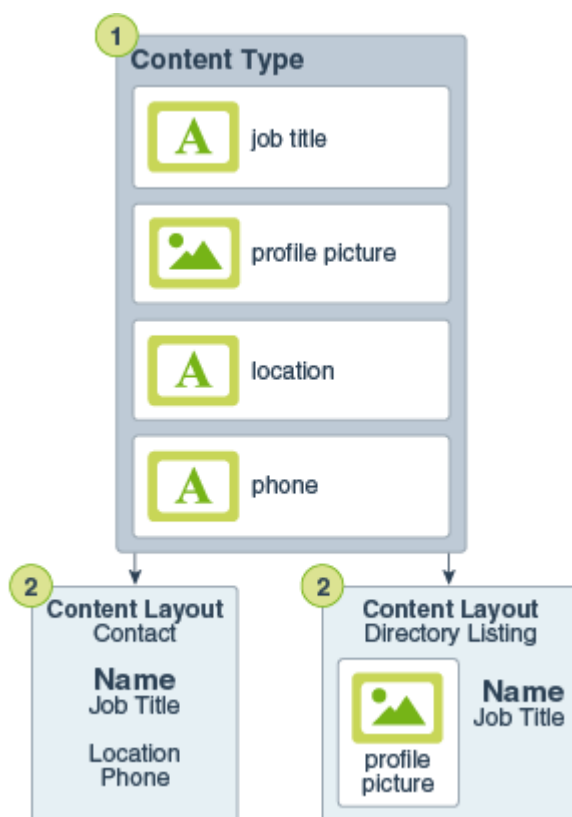 1
Content Type
A job title
profile picture
A location
A phone
2
Content Layout
Contact
Name
Job Title
Location
Phone
2
Content Layout
Directory Listing
profile
picture
Name
Job Title